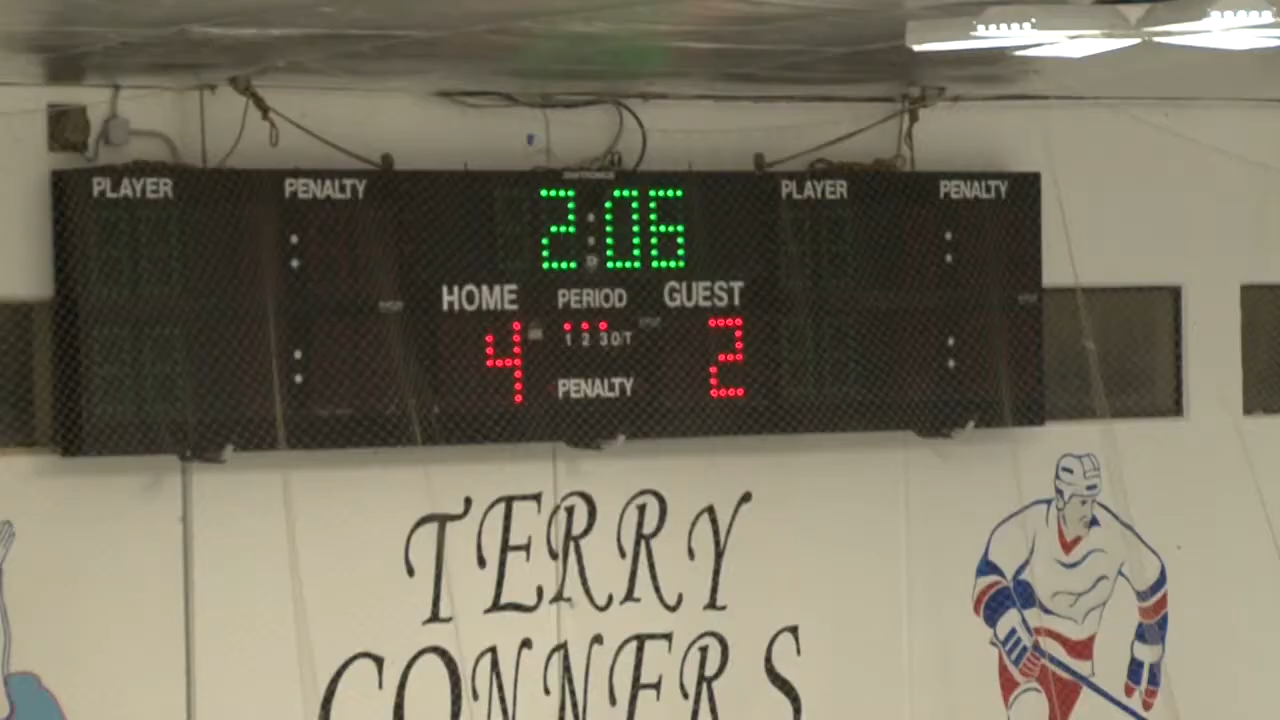 PLAYER PENALTY 2:06 PLAYER PENALTY
HOME PERIOD GUEST
4 1 2 3 O/T 2
PENALTY
TERRY
CONNERS